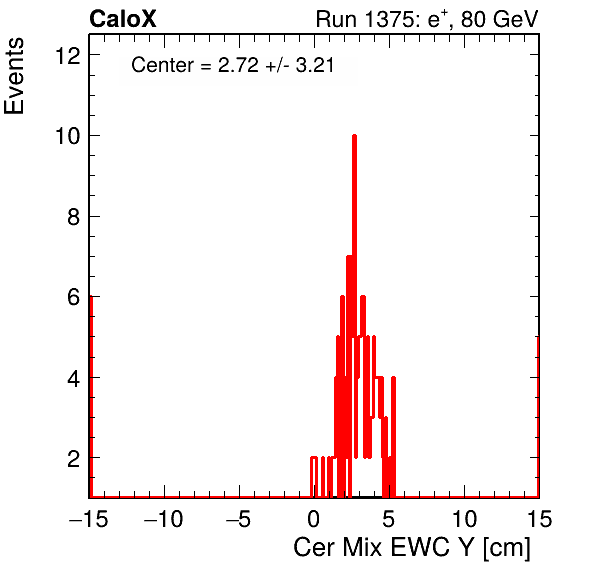 CaloX
Run 1375: e+, 80 GeV
Events
Center = 2.72 +/- 3.21
12
10
8
6
4
2
−15
−10
−5
0
5
10
15
Cer Mix EWC Y [cm]